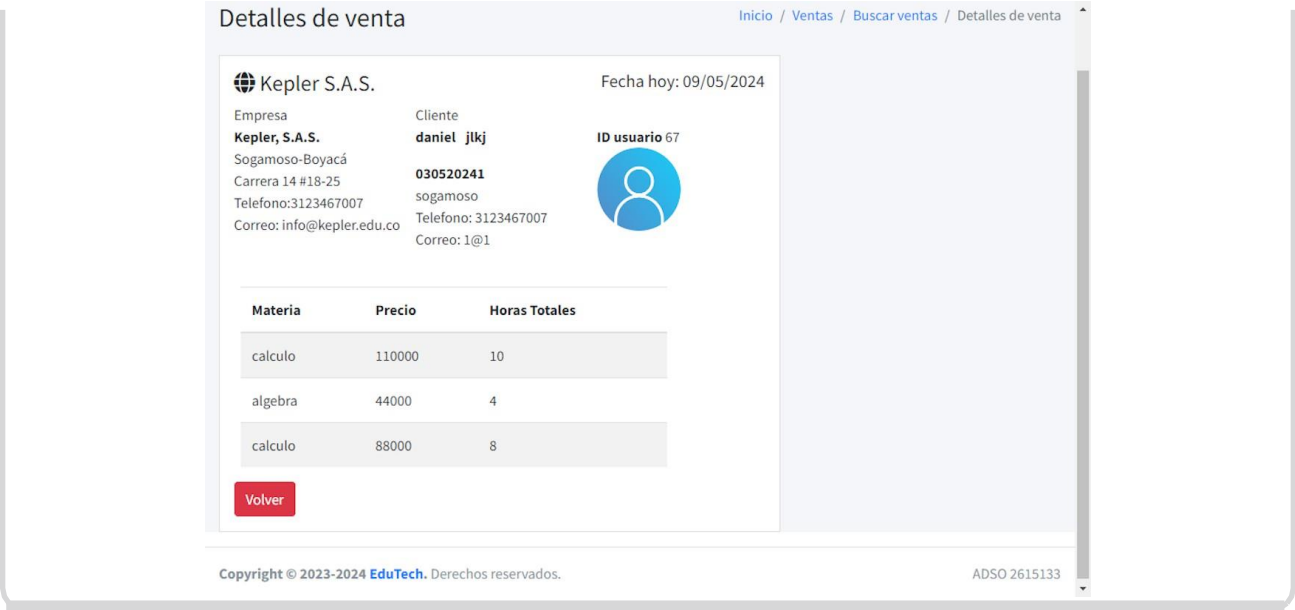 Detalles de venta
Inicio / Ventas / Buscar ventas / Detalles de venta
Kepler S.A.S.
Fecha hoy: 09/05/2024
Empresa
Kepler, S.A.S.
Sogamoso-Boyacá
Carrera 14 #18-25
Telefono:3123467007
Correo: info@kepler.edu.co
Cliente
daniel jlkj
030520241
sogamoso
Telefono: 3123467007
Correo: 1@1
ID usuario 67
Materia Precio Horas Totales
calculo 110000 10
algebra 44000 4
calculo 88000 8
Volver
Copyright © 2023-2024 EduTech. Derechos reservados.
ADSO 2615133